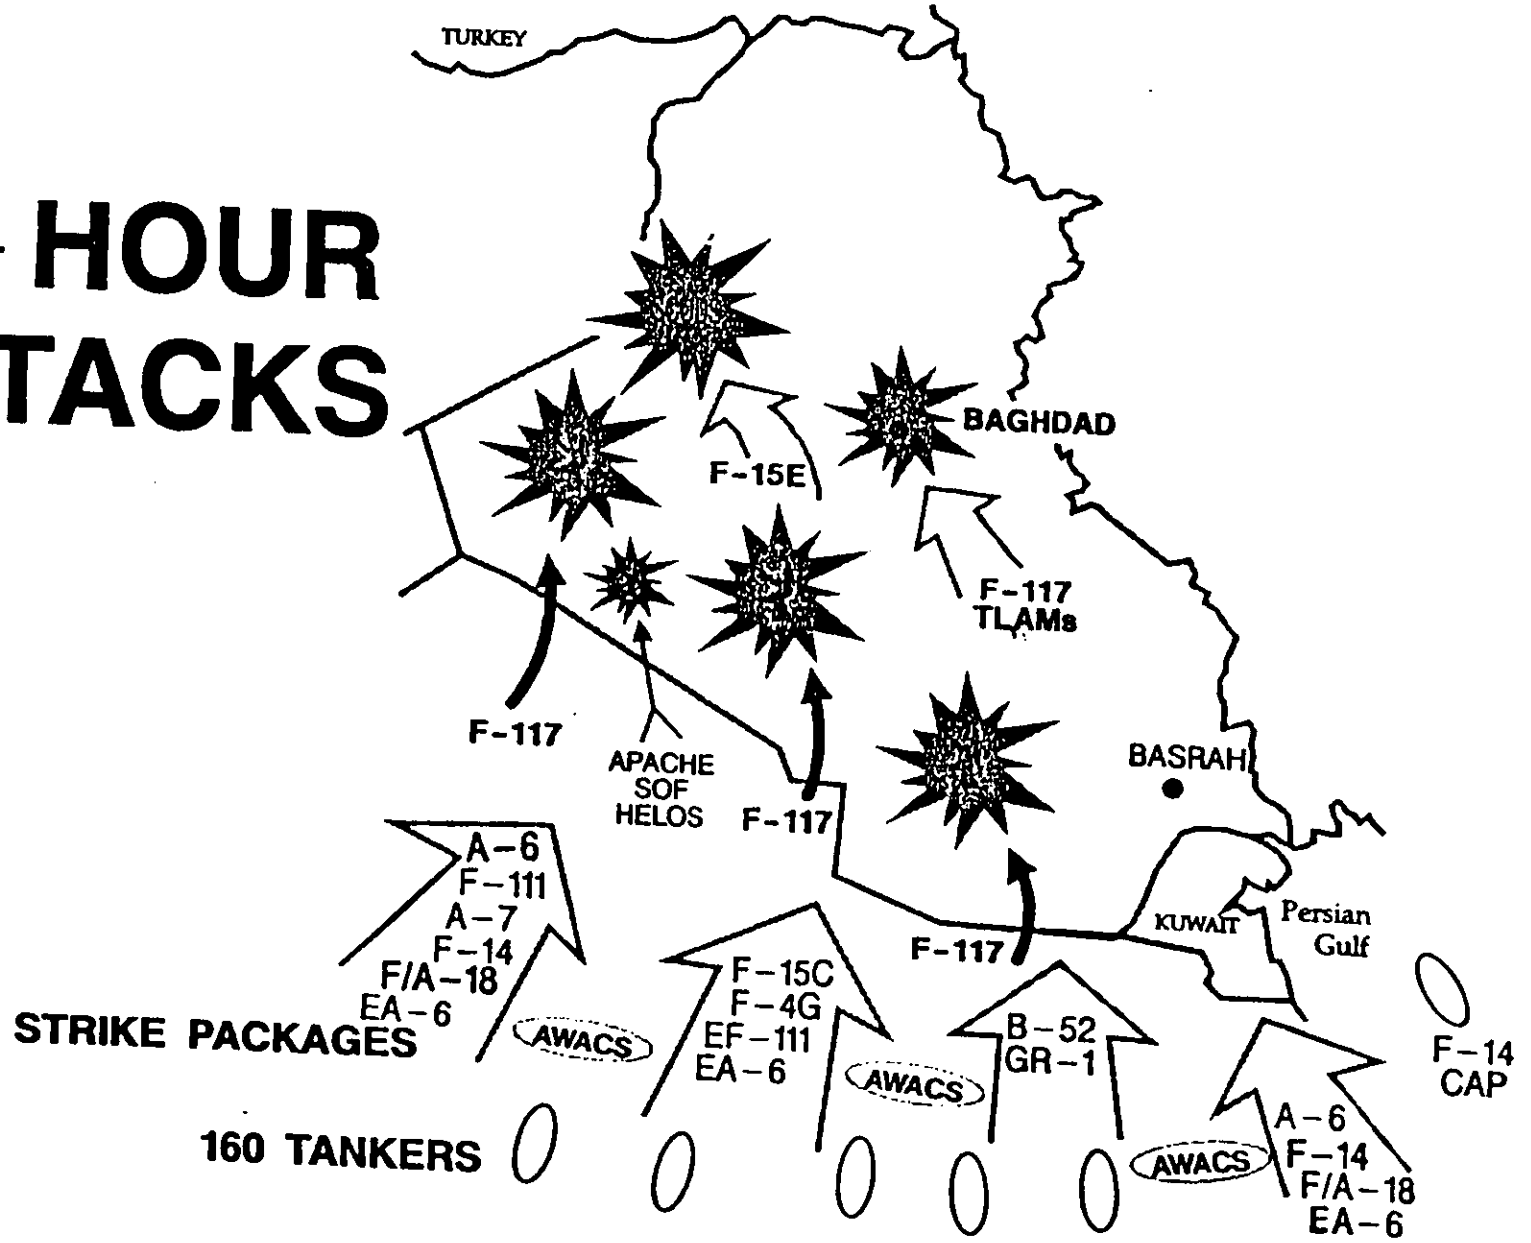 TURKEY
- HOUR
TACKS
BAGHDAD
F-15E
F-117
TLAMs
F-117
APACHE
SOF
HELOS
F-117
BASRAH
F-117
KUWAIT
Persian
Gulf
A-6
F-111
A-7
F-14
F/A-18
EA-6
F-15C
F-4G
EF-111
EA-6
B-52
GR-1
F-14
CAP
STRIKE PACKAGES
AWACS
AWACS
AWACS
A-6
F-14
F/A-18
EA-6
160 TANKERS